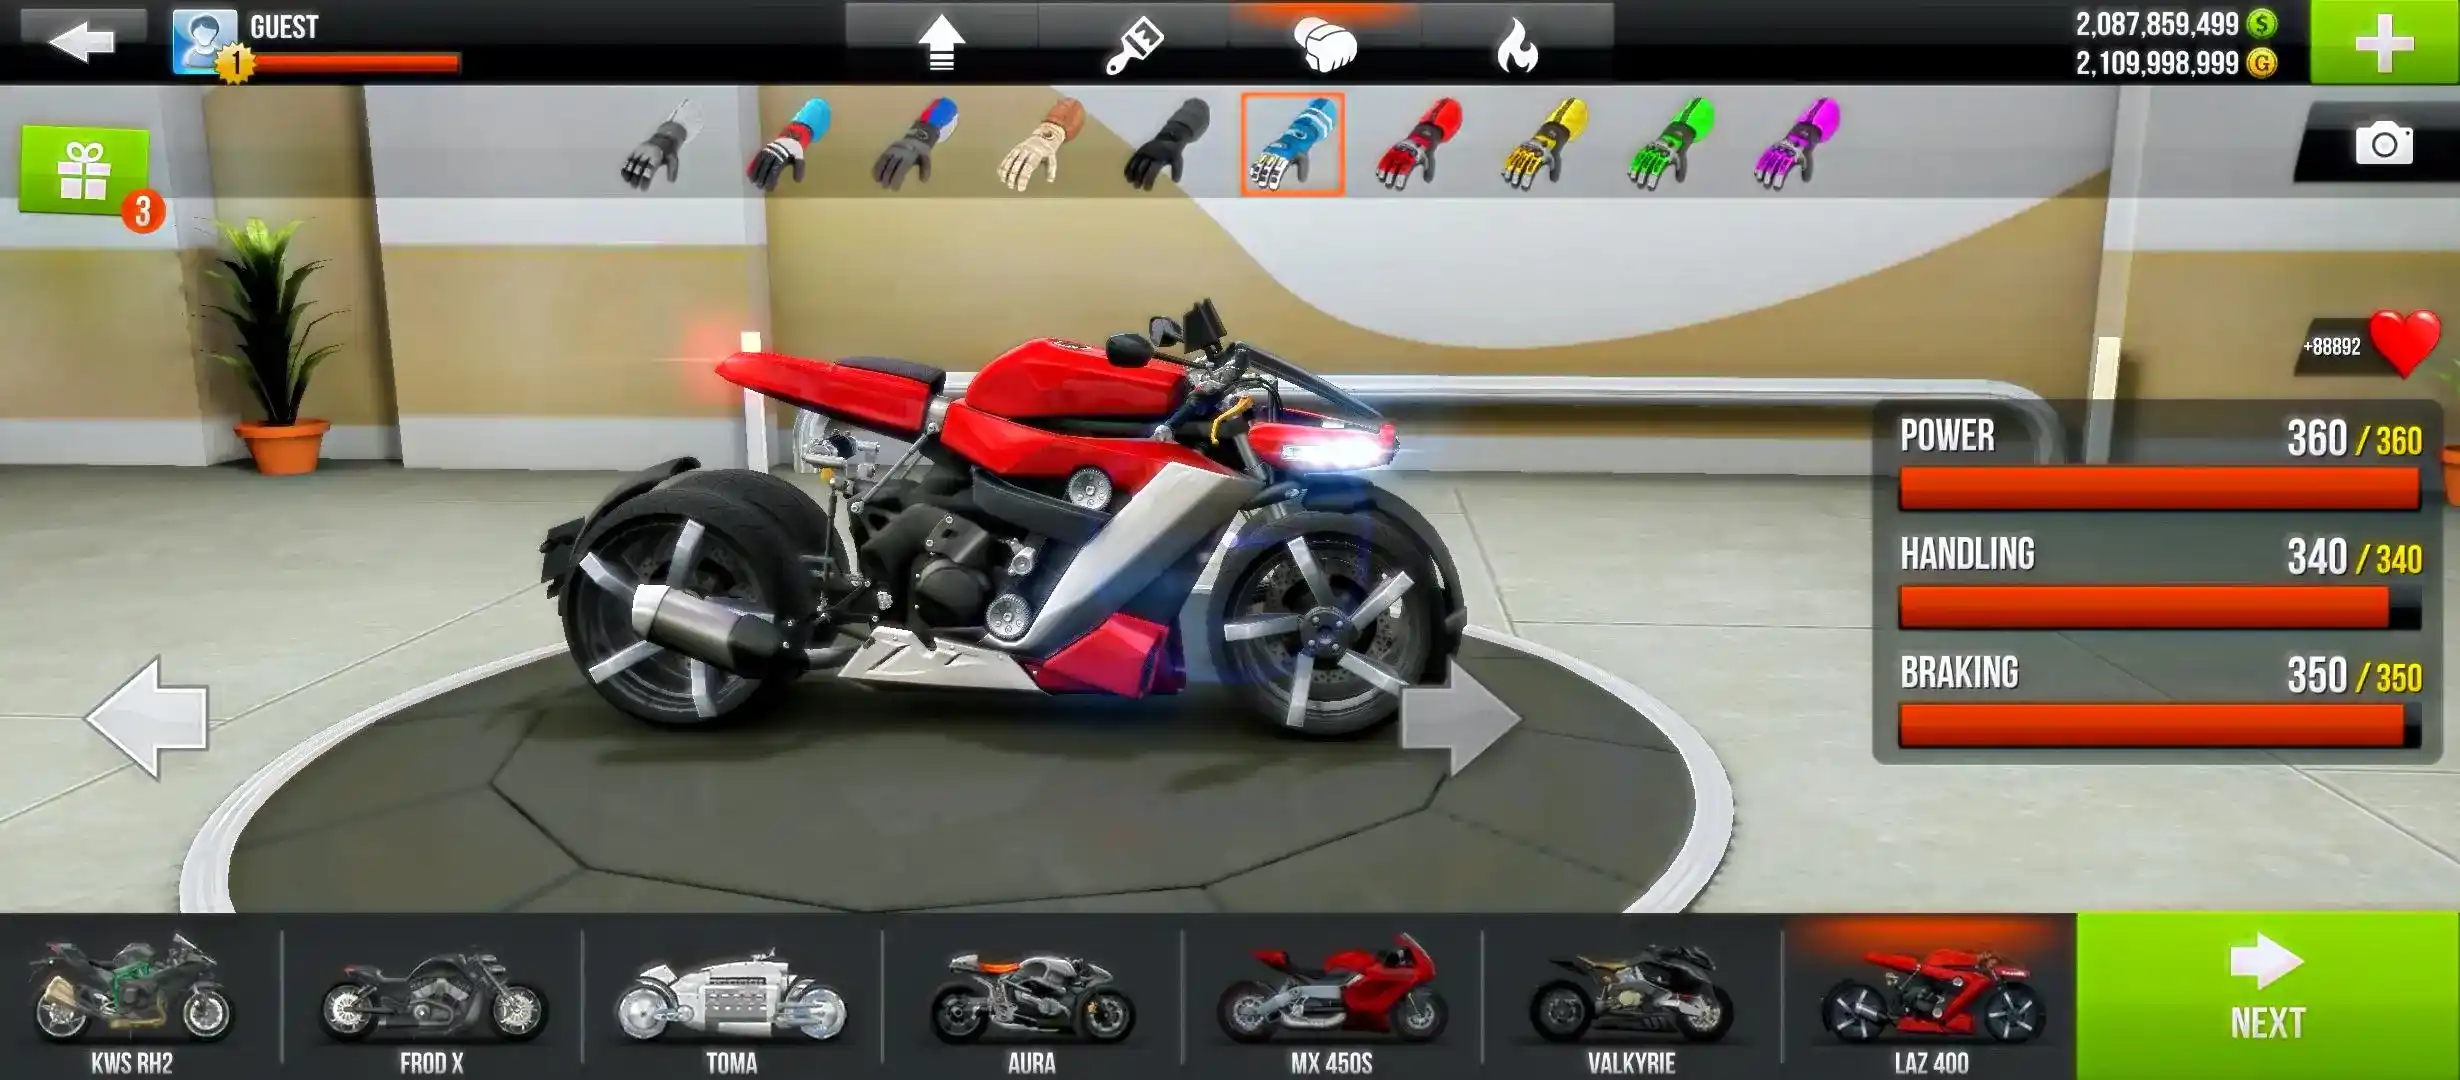 GUEST
1
2,087,859,499 $
2,109,998,999 G
3
+88892
POWER 360 / 360
HANDLING 340 / 340
BRAKING 350 / 350
KWS RH2
FROD X
TOMA
AURA
MX 450S
VALKYRIE
LAZ 400
NEXT